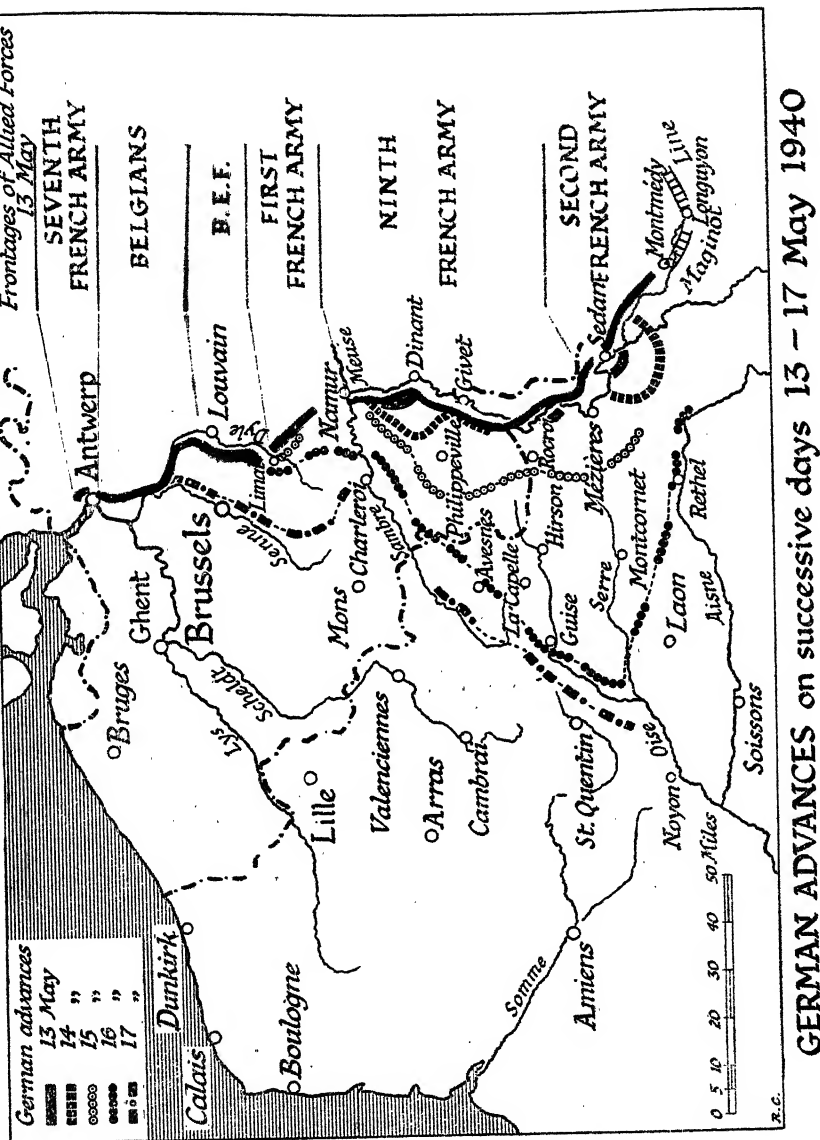 Frontages of Allied Forces
13 May
SEVENTH
FRENCH ARMY
BELGIANS
B.E.F.
FIRST
FRENCH ARMY
NINTH
FRENCH ARMY
SECOND
FRENCH ARMY
German advances
13 May
14 "
15 "
16 "
17 "
Antwerp
Louvain
Dyle
Namur
Meuse
Dinant
Givet
Sedan
Montmédy
Longuyon
Maginot Line
Ghent
Brussels
Senne
Charleroi
Sambre
Philippeville
Rocroi
Mézières
Bruges
Scheldt
Lys
Mons
Avesnes
La Capelle
Hirson
Serre
Montcornet
Rethel
Guise
Laon
Aisne
Lille
Valenciennes
Arras
Cambrai
St. Quentin
Oise
Noyon
Soissons
Dunkirk
Calais
Boulogne
Somme
Amiens
0 5 10 20 30 40 50 Miles
R.C.
GERMAN ADVANCES on successive days 13 – 17 May 1940